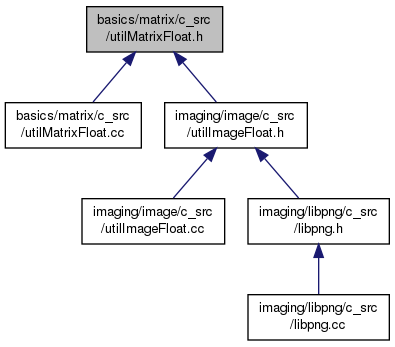 basics/matrix/c_src
/utilMatrixFloat.h
basics/matrix/c_src
/utilMatrixFloat.cc
imaging/image/c_src
/utilImageFloat.h
imaging/image/c_src
/utilImageFloat.cc
imaging/libpng/c_src
/libpng.h
imaging/libpng/c_src
/libpng.cc